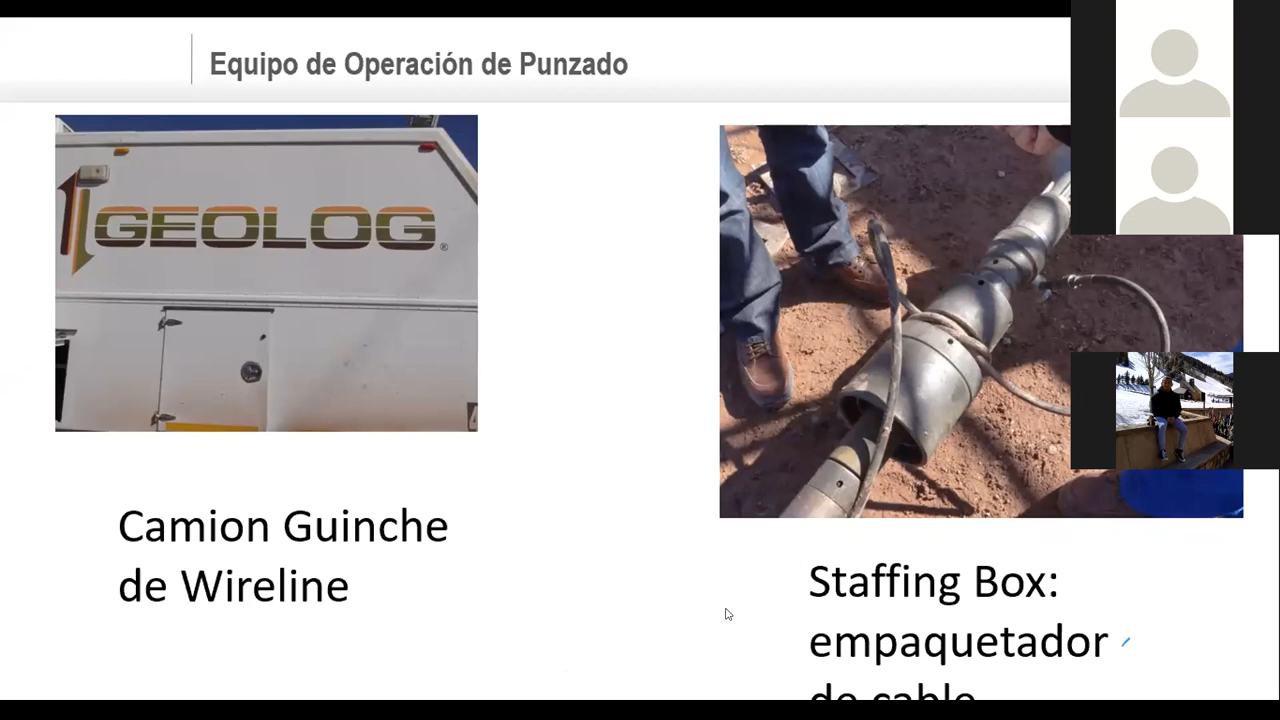 Equipo de Operación de Punzado
GEOLOG®
Camion Guinche
de Wireline
Staffing Box:
empaquetador
de cable